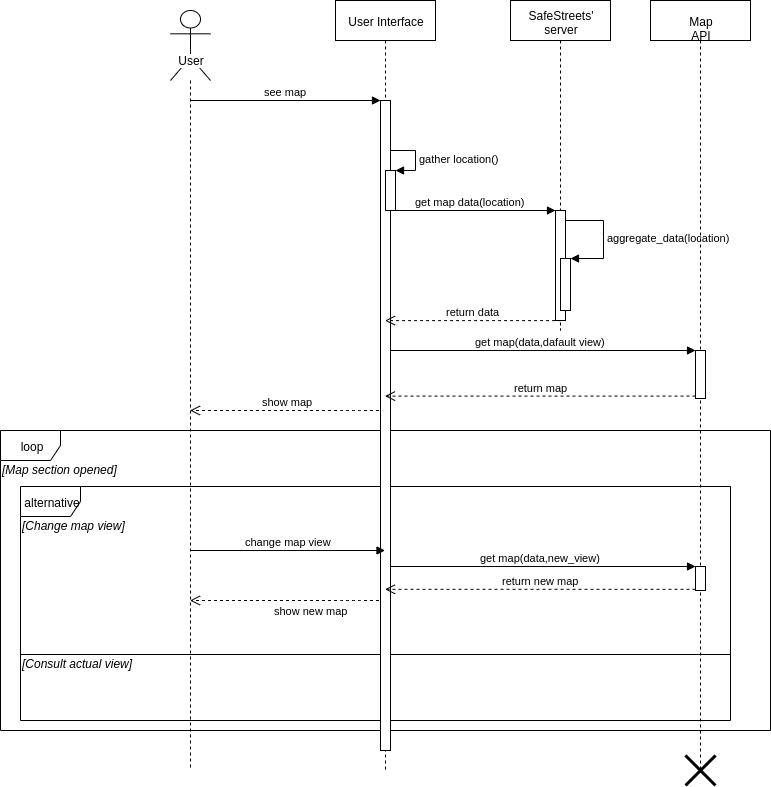 User
User Interface
SafeStreets'
server
Map
API
see map
gather location()
get map data(location)
aggregate_data(location)
return data
get map(data,dafault view)
return map
show map
loop
[Map section opened]
alternative
[Change map view]
change map view
get map(data,new_view)
return new map
show new map
[Consult actual view]